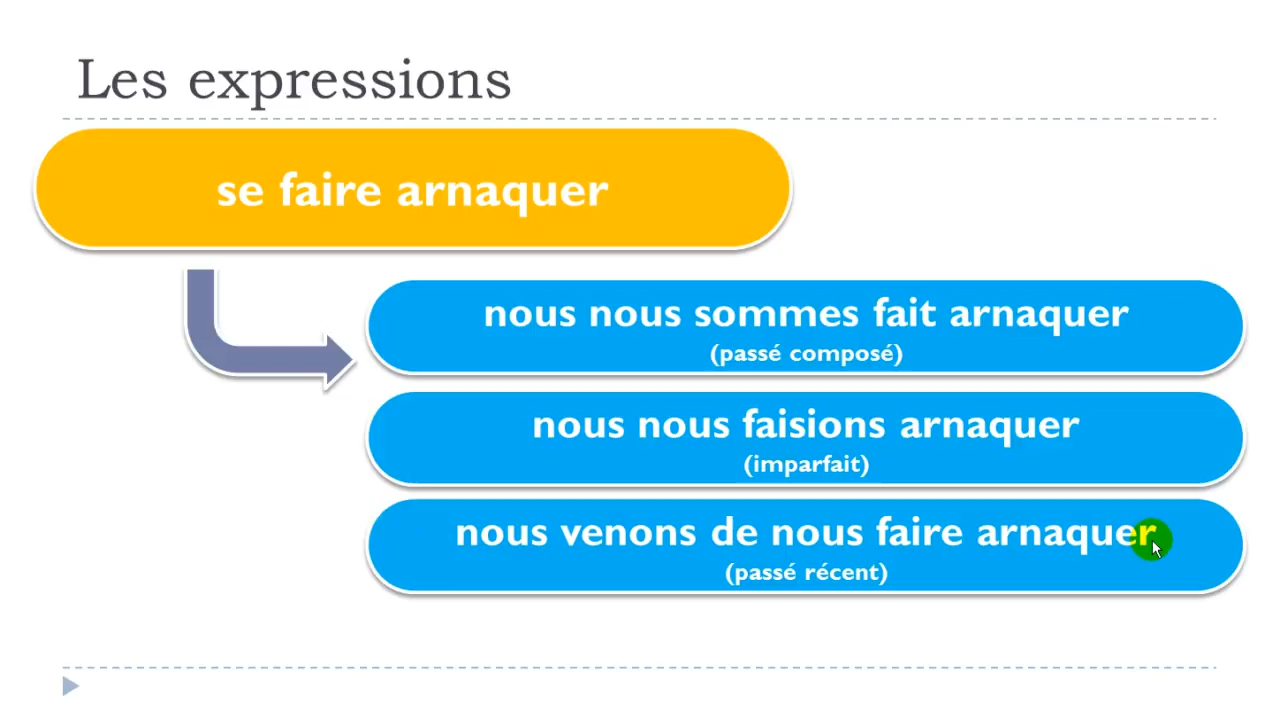 Les expressions
se faire arnaquer
nous nous sommes fait arnaquer
(passé composé)
nous nous faisions arnaquer
(imparfait)
nous venons de nous faire arnaquer
(passé récent)